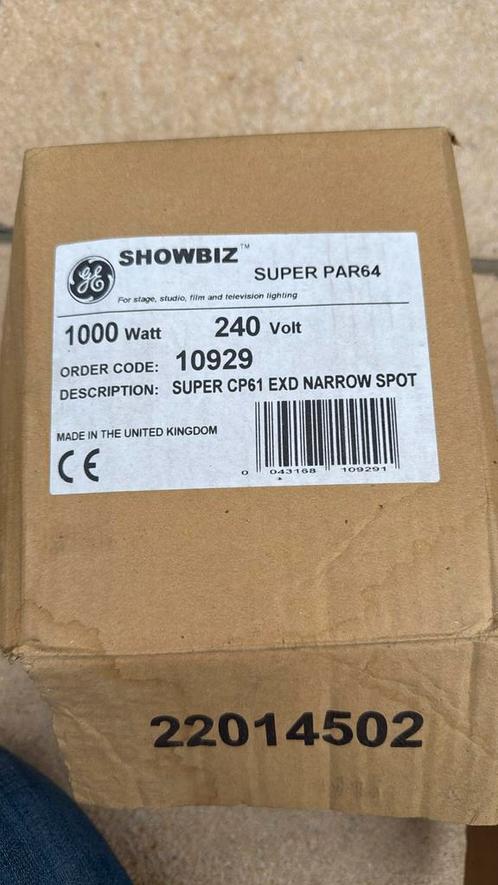 GE SHOWBIZ™
SUPER PAR64
For stage, studio, film and television lighting
1000 Watt 240 Volt
ORDER CODE: 10929
DESCRIPTION: SUPER CP61 EXD NARROW SPOT
MADE IN THE UNITED KINGDOM
CE
0 043168 109291
22014502